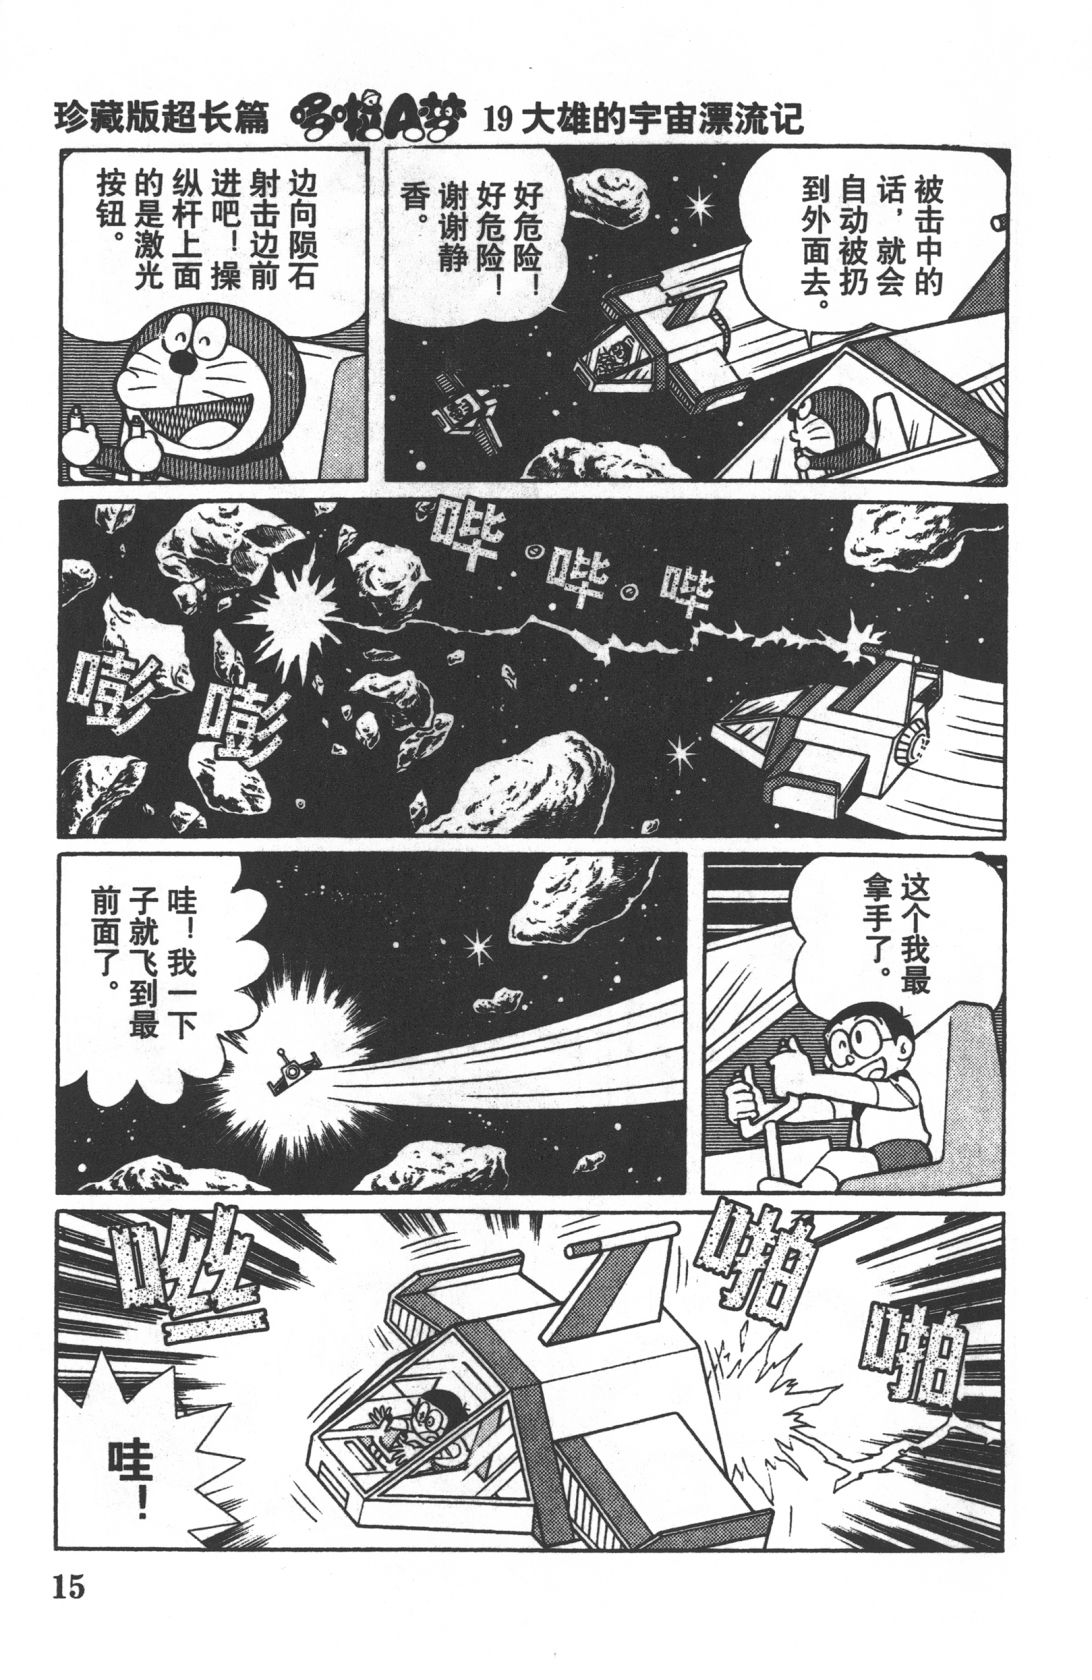 珍藏版超长篇 哆啦A梦 19 大雄的宇宙漂流记
被击中的
话，就会
自动被扔
到外面去。
好危险！
好危险！
谢谢静
香。
边向陨石
射击边前
进吧！操
纵杆上面
的是激光
按钮。
哔。哔。哔
嘭
嘭
这个我最
拿手了。
哇！我一下
子就飞到最
前面了。
啪
啪
咝
哇！
15